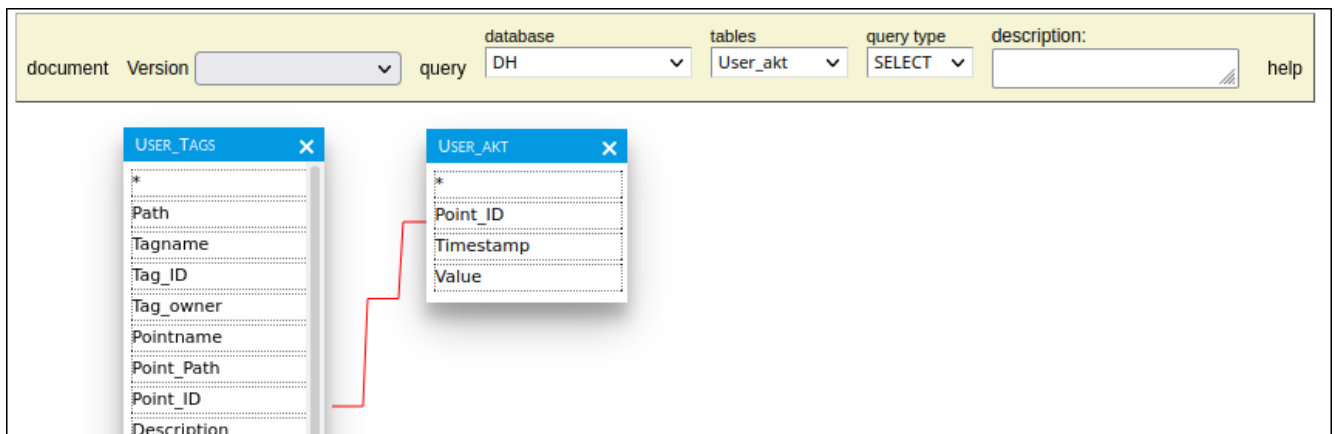 database tables query type description:
document Version query DH User_akt SELECT help
USER_TAGS
*
Path
Tagname
Tag_ID
Tag_owner
Pointname
Point_Path
Point_ID
Description
USER_AKT
*
Point_ID
Timestamp
Value